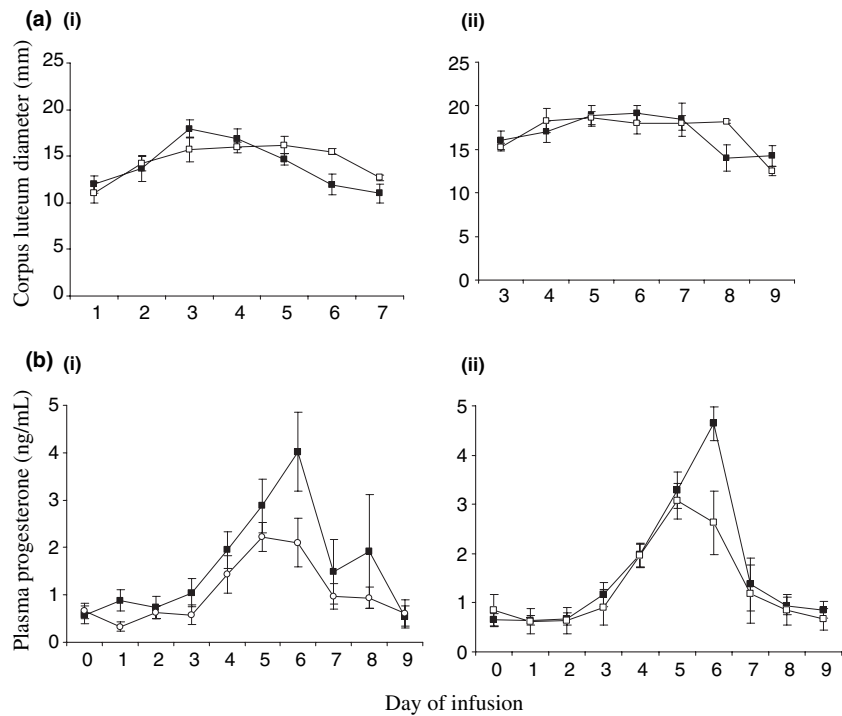 (a) (i)
(ii)
Corpus luteum diameter (mm)
25
20
15
10
5
0
1 2 3 4 5 6 7
25
20
15
10
5
0
3 4 5 6 7 8 9
(b) (i)
(ii)
Plasma progesterone (ng/mL)
5
4
3
2
1
0
0 1 2 3 4 5 6 7 8 9
5
4
3
2
1
0
0 1 2 3 4 5 6 7 8 9
Day of infusion